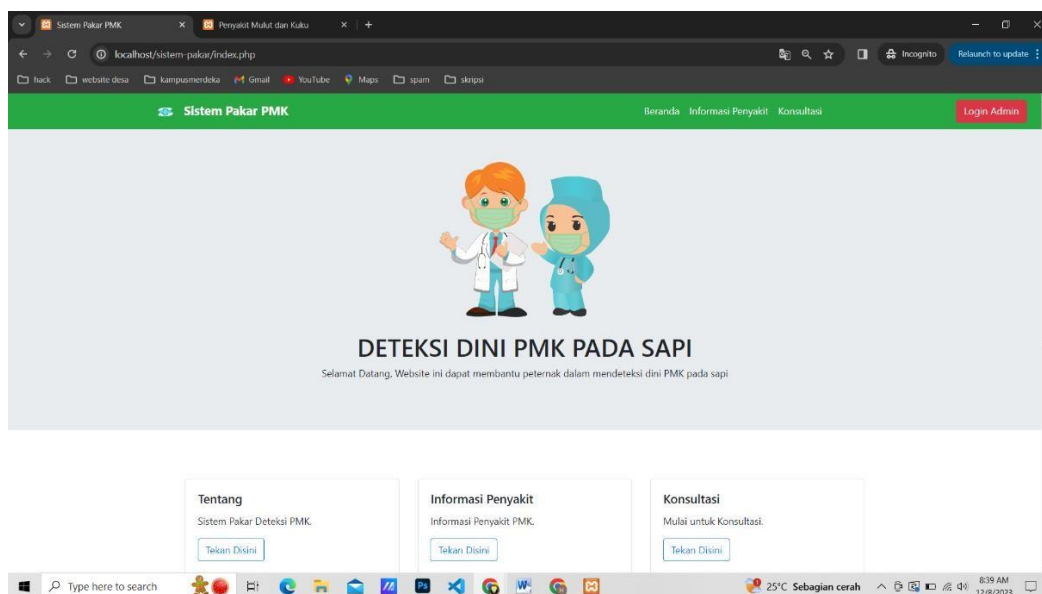 Sistem Pakar PMK
Penyakit Mulut dan Kuku
localhost/sistem-pakar/index.php
Incognito
Relaunch to update
hack website desa kampusmerdeka Gmail YouTube Maps spam skripsi
Sistem Pakar PMK
Beranda Informasi Penyakit Konsultasi
Login Admin
DETEKSI DINI PMK PADA SAPI
Selamat Datang, Website ini dapat membantu peternak dalam mendeteksi dini PMK pada sapi
Tentang
Sistem Pakar Deteksi PMK.
Tekan Disini
Informasi Penyakit
Informasi Penyakit PMK.
Tekan Disini
Konsultasi
Mulai untuk Konsultasi.
Tekan Disini
Type here to search
Ps
W
25°C Sebagian cerah
8:39 AM
12/8/2023